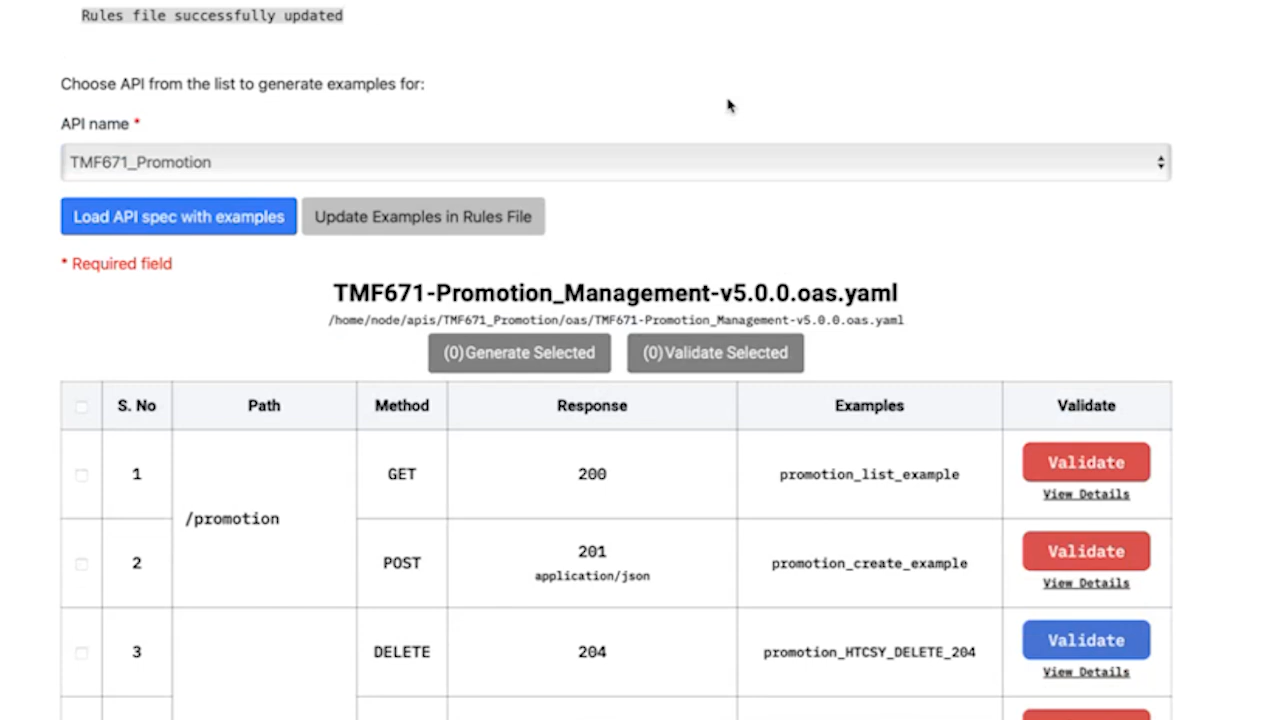 Rules file successfully updated
Choose API from the list to generate examples for:
API name *
TMF671_Promotion
Load API spec with examples
Update Examples in Rules File
* Required field
TMF671-Promotion_Management-v5.0.0.oas.yaml
/home/node/apis/TMF671_Promotion/oas/TMF671-Promotion_Management-v5.0.0.oas.yaml
(0)Generate Selected
(0)Validate Selected
S. No Path Method Response Examples Validate
1 GET 200 promotion_list_example Validate
View Details
/promotion
2 POST 201 promotion_create_example Validate
application/json View Details
3 DELETE 204 promotion_HTCSY_DELETE_204 Validate
View Details